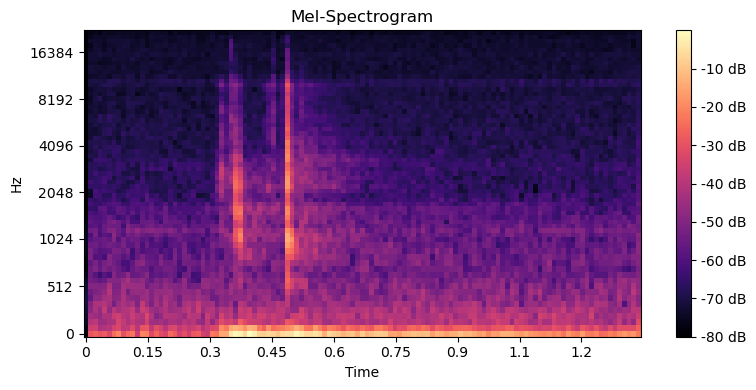 Mel-Spectrogram
16384
8192
4096
2048
1024
512
0
Hz
0 0.15 0.3 0.45 0.6 0.75 0.9 1.1 1.2
Time
-10 dB
-20 dB
-30 dB
-40 dB
-50 dB
-60 dB
-70 dB
-80 dB